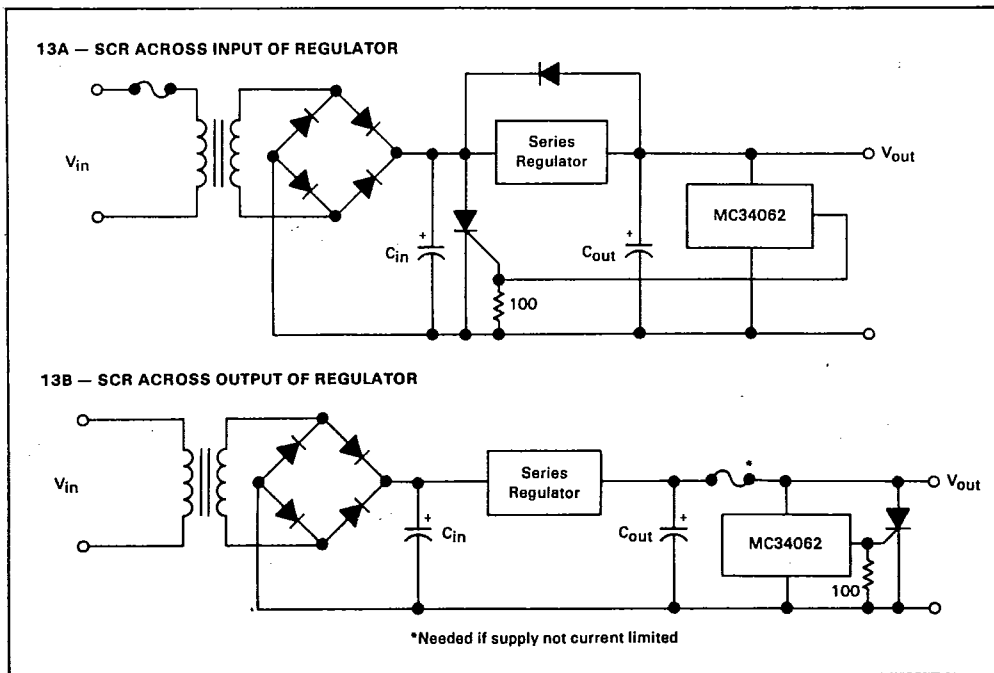 13A — SCR ACROSS INPUT OF REGULATOR
Vin
Series
Regulator
Vout
MC34062
+
Cin
+
Cout
100
13B — SCR ACROSS OUTPUT OF REGULATOR
Vin
Series
Regulator
*
Vout
+
Cin
+
Cout
MC34062
100
*Needed if supply not current limited